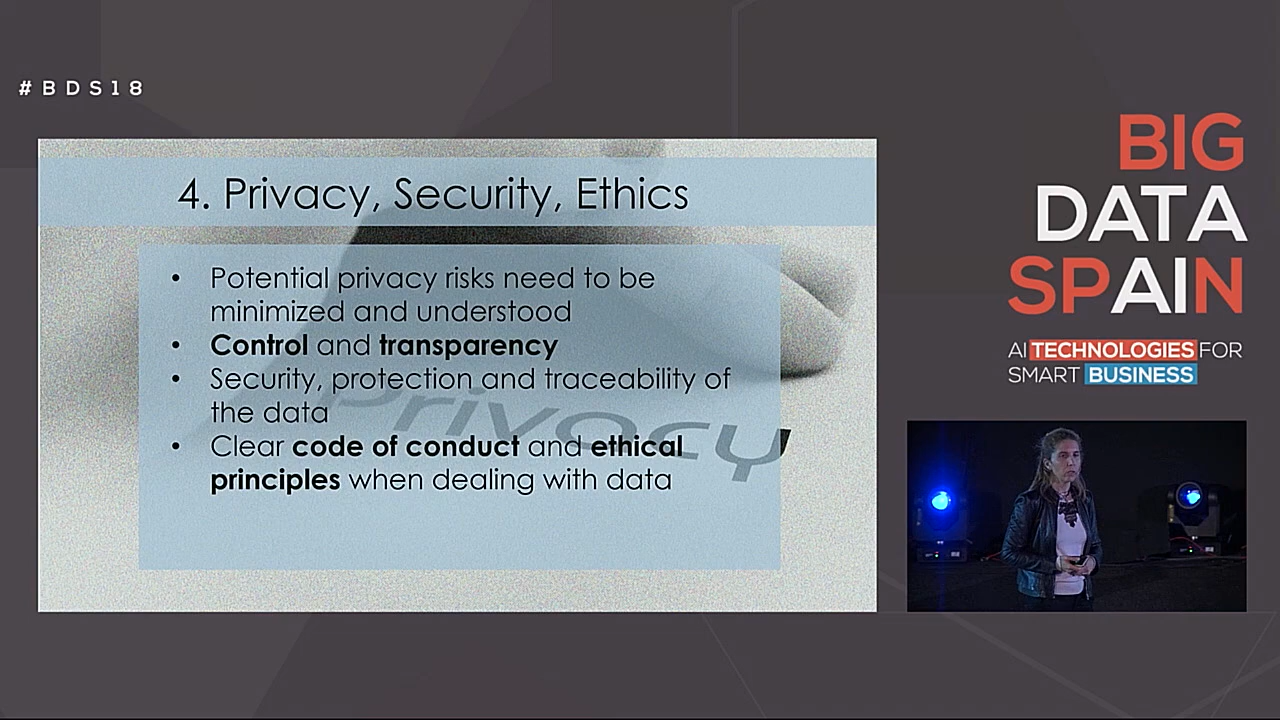 #BDS18
4. Privacy, Security, Ethics
• Potential privacy risks need to be
minimized and understood
• Control and transparency
• Security, protection and traceability of
the data
• Clear code of conduct and ethical
principles when dealing with data
Privacy
BIG
DATA
SPAIN
AI TECHNOLOGIES FOR
SMART BUSINESS